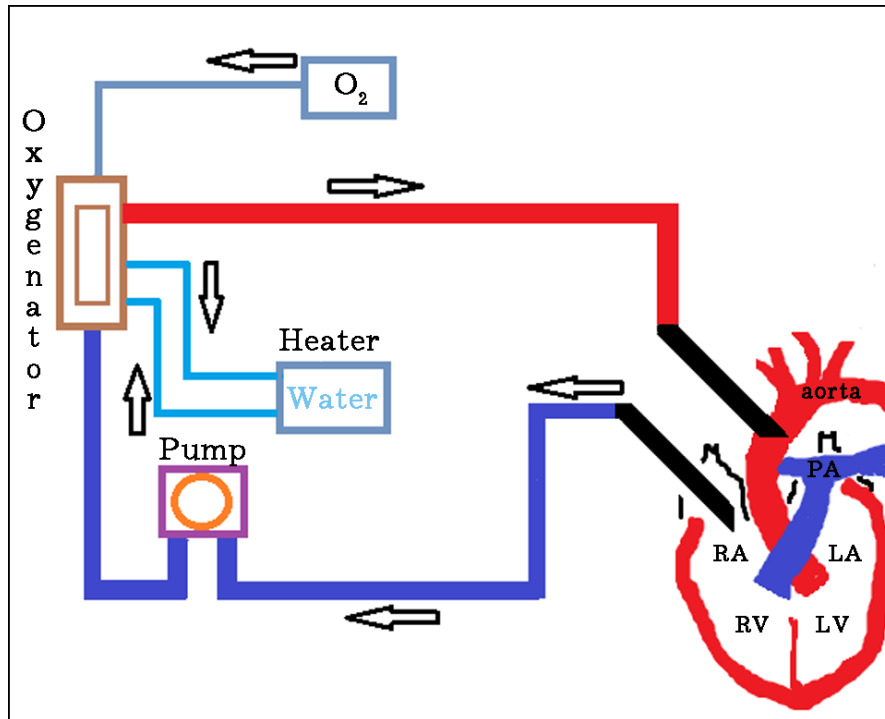 O₂
Oxygenator
Heater
Water
Pump
aorta
PA
RA
LA
RV
LV